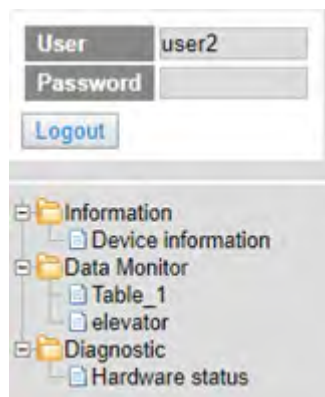 User user2
Password
Logout
Information
Device information
Data Monitor
Table_1
elevator
Diagnostic
Hardware status